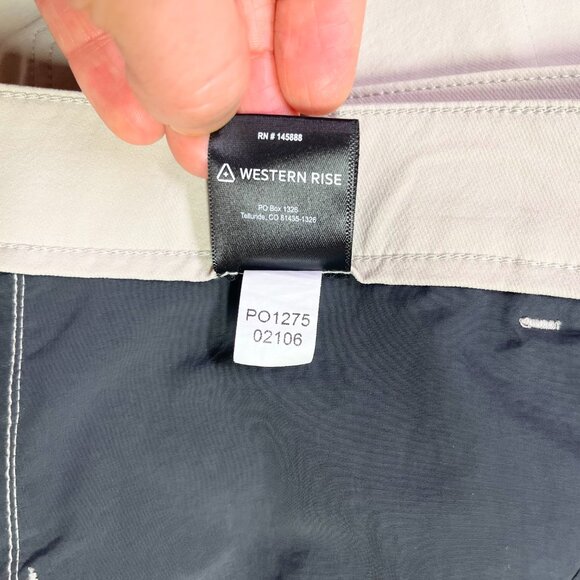 RN # 145888
WESTERN RISE
PO Box 1326
Telluride, CO 81435-1326
PO1275
02106